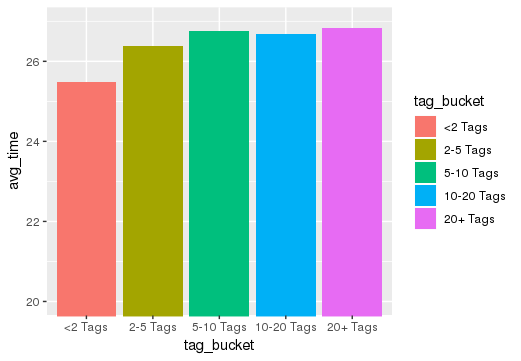 26
24
22
20
avg_time
<2 Tags
2-5 Tags
5-10 Tags
10-20 Tags
20+ Tags
tag_bucket
tag_bucket
<2 Tags
2-5 Tags
5-10 Tags
10-20 Tags
20+ Tags